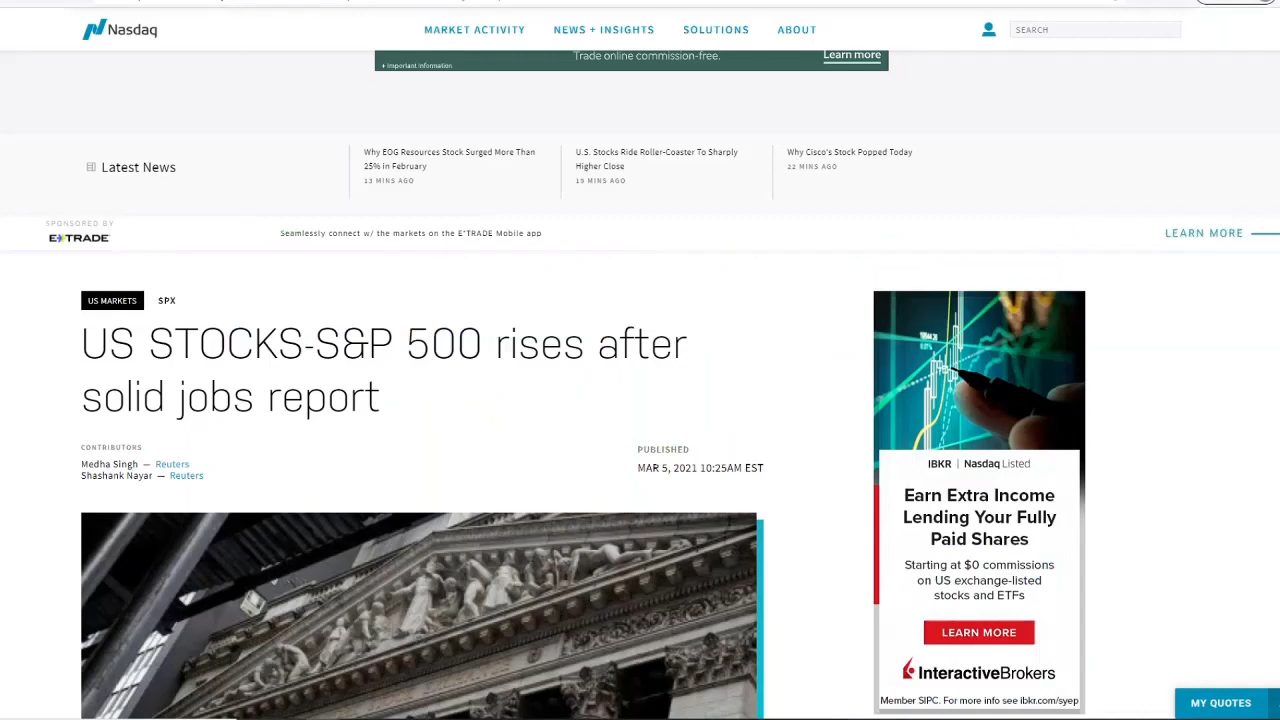 Nasdaq
MARKET ACTIVITY
NEWS + INSIGHTS
SOLUTIONS
ABOUT
SEARCH
Trade online commission-free.
Learn more
+ Important Information
Latest News
Why EOG Resources Stock Surged More Than
25% in February
13 MINS AGO
U.S. Stocks Ride Roller-Coaster To Sharply
Higher Close
19 MINS AGO
Why Cisco's Stock Popped Today
22 MINS AGO
SPONSORED BY
E*TRADE
Seamlessly connect w/ the markets on the E*TRADE Mobile app
LEARN MORE
US MARKETS
SPX
US STOCKS-S&P 500 rises after
solid jobs report
CONTRIBUTORS
Medha Singh — Reuters
Shashank Nayar — Reuters
PUBLISHED
MAR 5, 2021 10:25AM EST
IBKR | Nasdaq Listed
Earn Extra Income
Lending Your Fully
Paid Shares
Starting at $0 commissions
on US exchange-listed
stocks and ETFs
LEARN MORE
InteractiveBrokers
Member SIPC. For more info see ibkr.com/syep
MY QUOTES